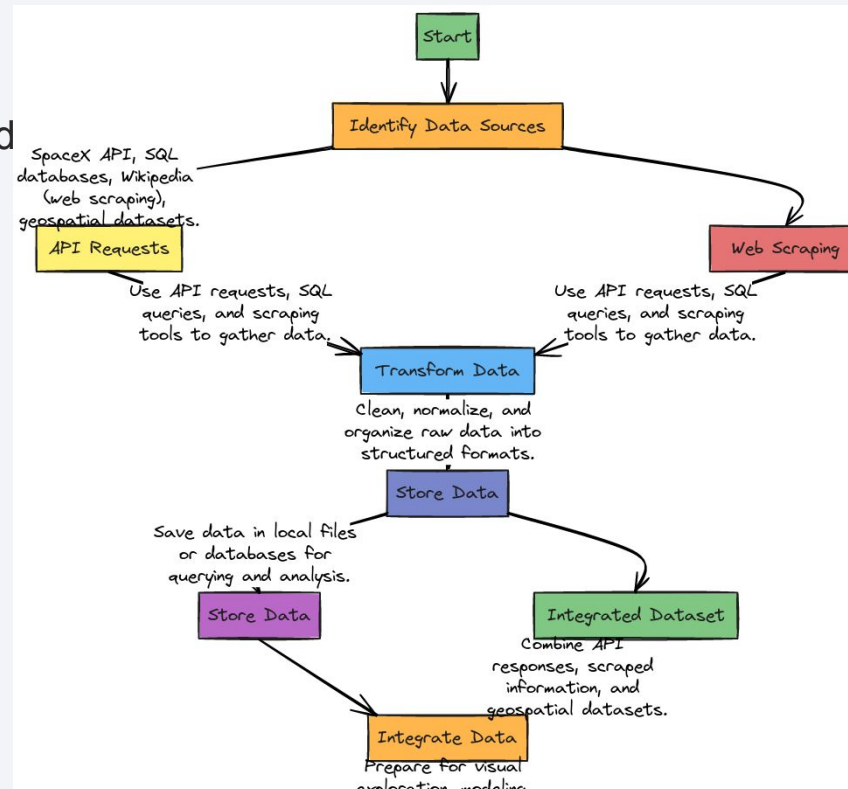 Start
Identify Data Sources
d
SpaceX API, SQL
databases, Wikipedia
(web scraping),
geospatial datasets.
API Requests
Web Scraping
Use API requests, SQL
queries, and scraping
tools to gather data.
Use API requests, SQL
queries, and scraping
tools to gather data.
Transform Data
Clean, normalize, and
organize raw data into
structured formats.
Store Data
Save data in local files
or databases for
querying and analysis.
Store Data
Integrated Dataset
Combine API
responses, scraped
information, and
geospatial datasets.
Integrate Data
Prepare for visual
exploration, modeling